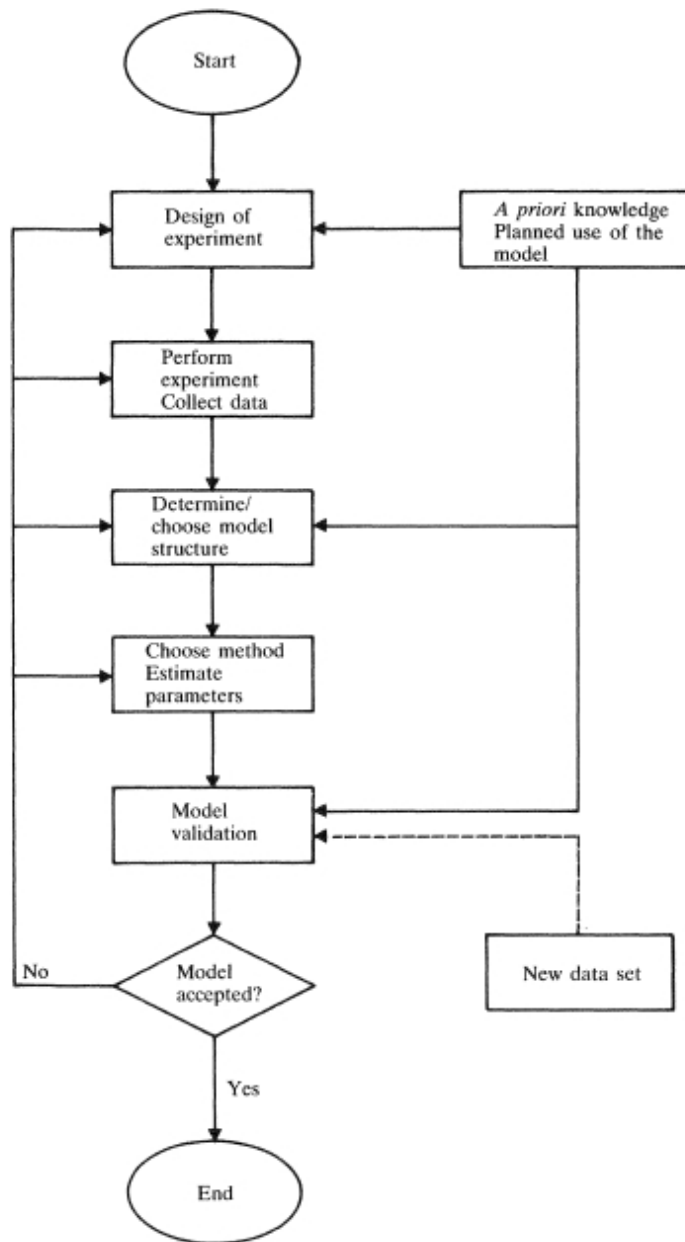 Start
Design of
experiment
A priori knowledge
Planned use of the
model
Perform
experiment
Collect data
Determine/
choose model
structure
Choose method
Estimate
parameters
Model
validation
No
Model
accepted?
New data set
Yes
End